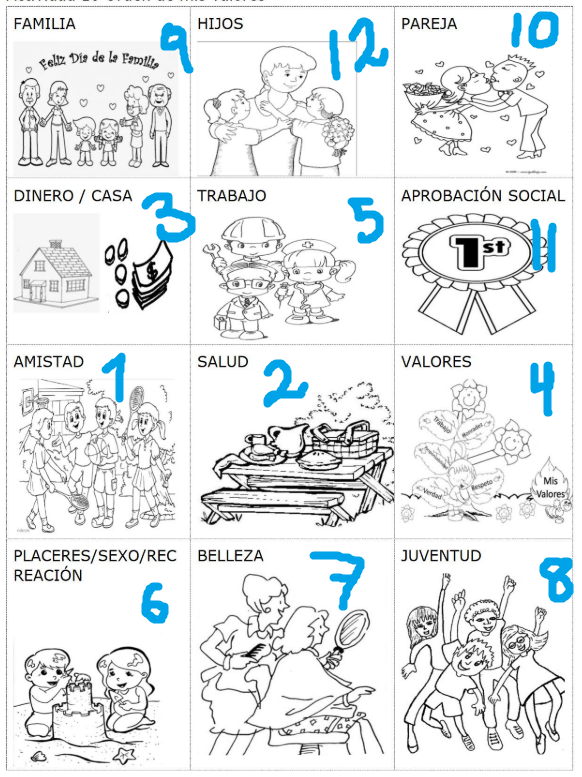 FAMILIA
9
HIJOS
12
PAREJA
10
Feliz Día de la Familia
DINERO / CASA
3
TRABAJO
5
APROBACIÓN SOCIAL
11
$
1st
AMISTAD
1
SALUD
2
VALORES
4
Trabajo
Honradez
Verdad
Respeto
Mis
Valores
PLACERES/SEXO/REC
REACIÓN
6
BELLEZA
7
JUVENTUD
8